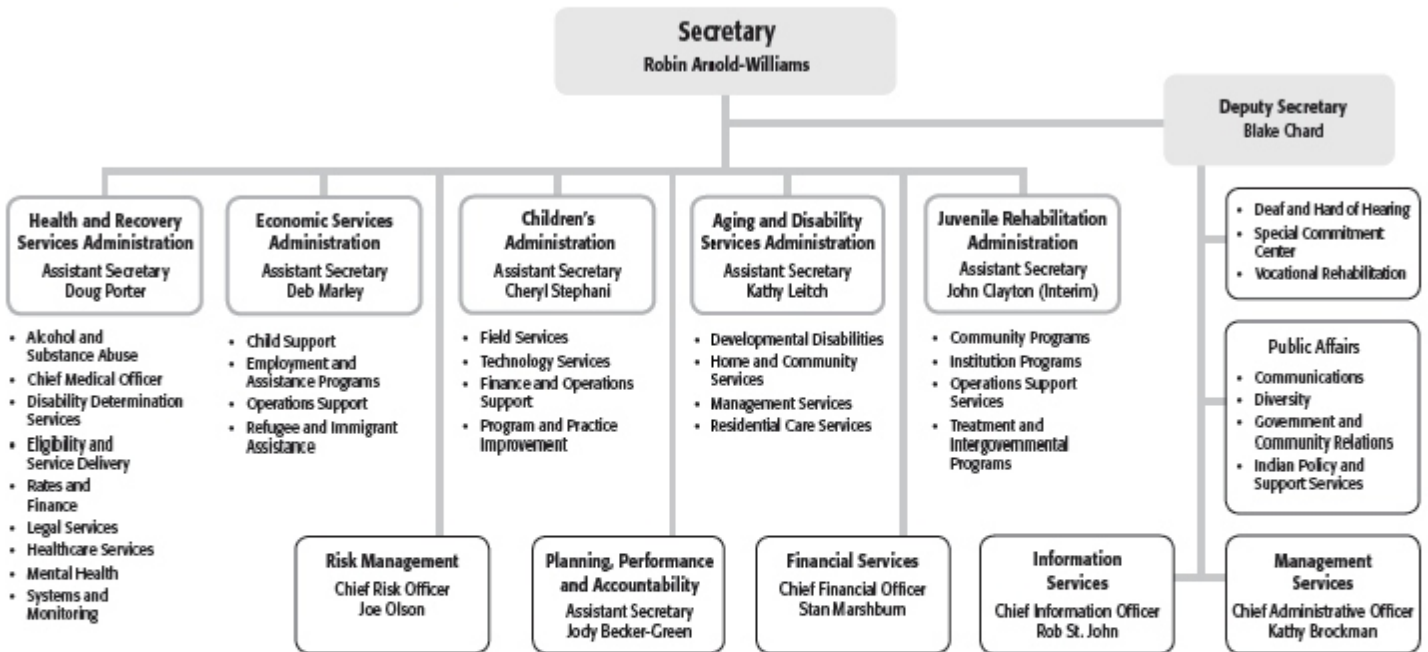 Secretary
Robin Arnold-Williams
Deputy Secretary
Blake Chard
Health and Recovery
Services Administration
Assistant Secretary
Doug Porter
• Alcohol and
Substance Abuse
• Chief Medical Officer
• Disability Determination
Services
• Eligibility and
Service Delivery
• Rates and
Finance
• Legal Services
• Healthcare Services
• Mental Health
• Systems and
Monitoring
Economic Services
Administration
Assistant Secretary
Deb Marley
• Child Support
• Employment and
Assistance Programs
• Operations Support
• Refugee and Immigrant
Assistance
Children's
Administration
Assistant Secretary
Cheryl Stephani
• Field Services
• Technology Services
• Finance and Operations
Support
• Program and Practice
Improvement
Aging and Disability
Services Administration
Assistant Secretary
Kathy Leitch
• Developmental Disabilities
• Home and Community
Services
• Management Services
• Residential Care Services
Juvenile Rehabilitation
Administration
Assistant Secretary
John Clayton (Interim)
• Community Programs
• Institution Programs
• Operations Support
Services
• Treatment and
Intergovernmental
Programs
• Deaf and Hard of Hearing
• Special Commitment
Center
• Vocational Rehabilitation
Public Affairs
• Communications
• Diversity
• Government and
Community Relations
• Indian Policy and
Support Services
Risk Management
Chief Risk Officer
Joe Olson
Planning, Performance
and Accountability
Assistant Secretary
Jody Becker-Green
Financial Services
Chief Financial Officer
Stan Marshburn
Information
Services
Chief Information Officer
Rob St. John
Management
Services
Chief Administrative Officer
Kathy Brockman